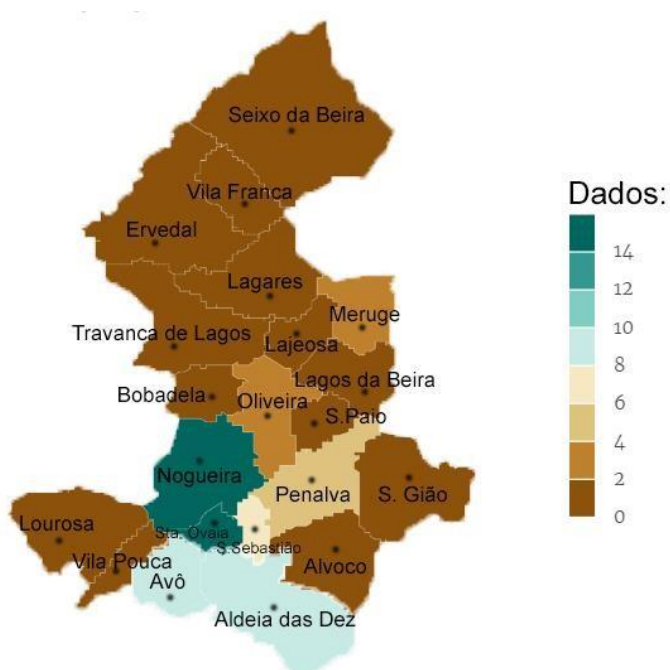 Seixo da Beira
Vila Franca
Dados:
Ervedal
14
12
Lagares
Meruge
10
Travanca de Lagos
Lajeosa
8
Lagos da Beira
Bobadela
Oliveira
6
S.Paio
4
Nogueira
Penalva
S. Gião
2
Lourosa
0
Sta. Ovaia
S.Sebastião
Vila Pouca
Alvoco
Avô
Aldeia das Dez